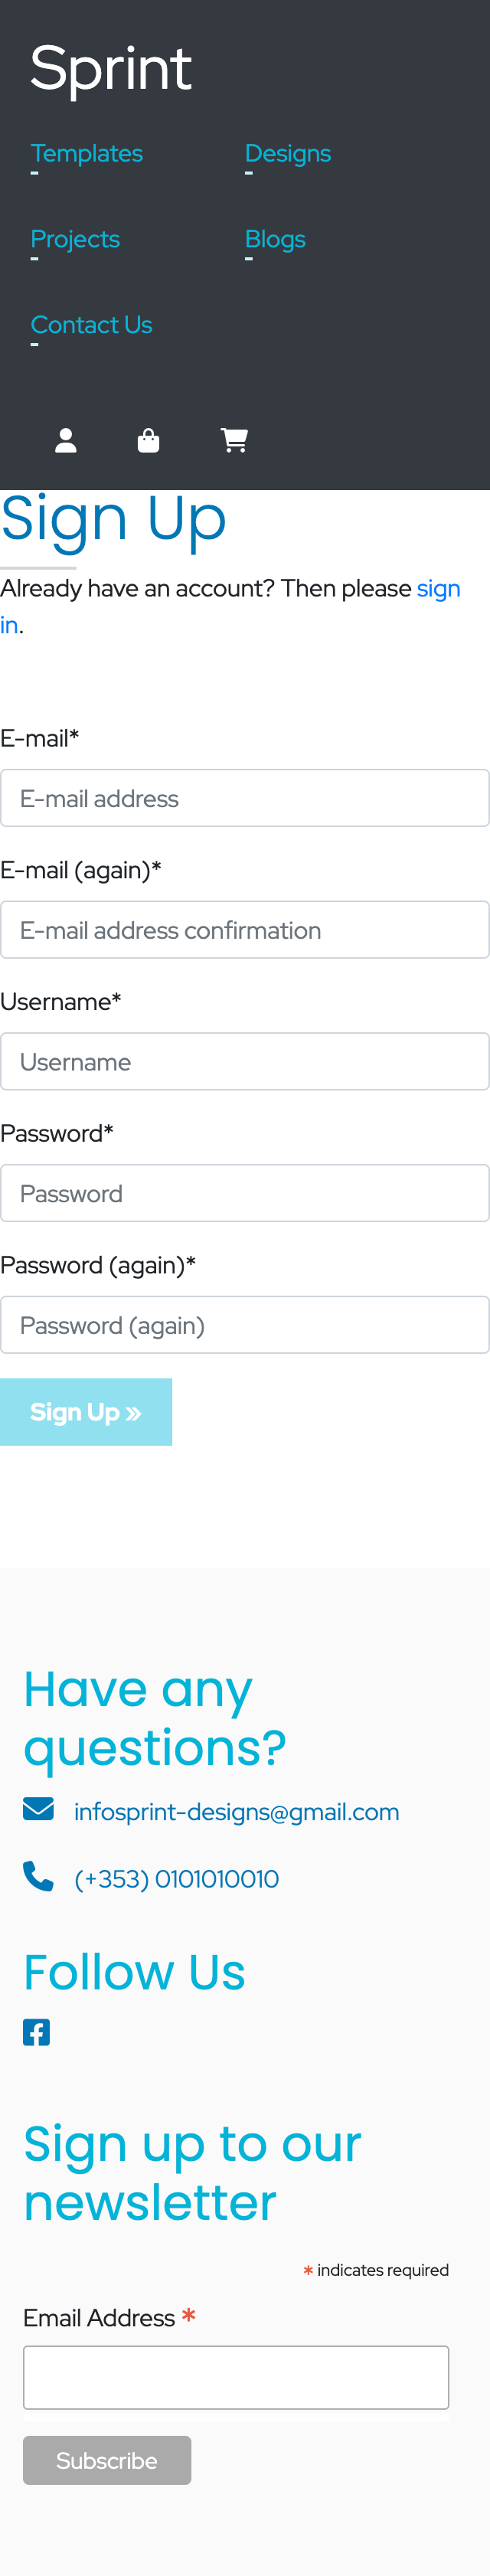 Sprint
Templates
Designs
Projects
Blogs
Contact Us
Sign Up
Already have an account? Then please sign
in.
E-mail*
E-mail address
E-mail (again)*
E-mail address confirmation
Username*
Username
Password*
Password
Password (again)*
Password (again)
Sign Up »
Have any
questions?
infosprint-designs@gmail.com
(+353) 0101010010
Follow Us
Sign up to our
newsletter
* indicates required
Email Address *
Subscribe